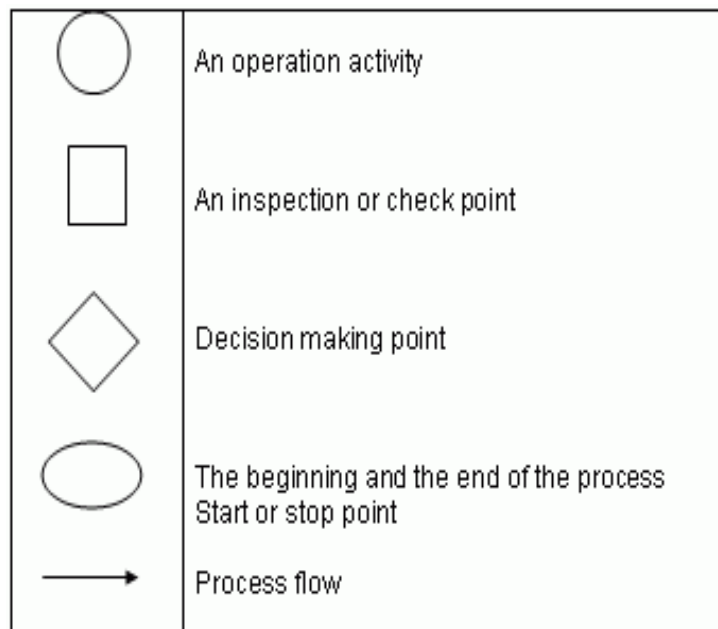 An operation activity
An inspection or check point
Decision making point
The beginning and the end of the process
Start or stop point
Process flow